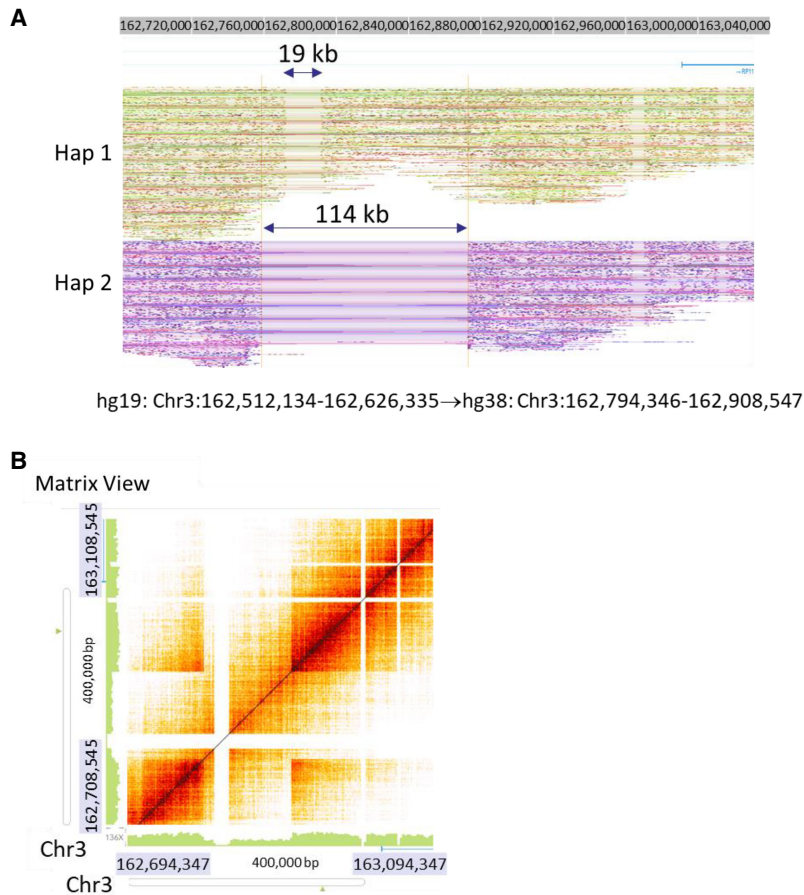 A
162,720,000 162,760,000 162,800,000 162,840,000 162,880,000 162,920,000 162,960,000 163,000,000 163,040,000
19 kb
Hap 1
114 kb
Hap 2
hg19: Chr3:162,512,134-162,626,335→hg38: Chr3:162,794,346-162,908,547
B
Matrix View
163,108,545
400,000 bp
162,708,545
136X
Chr3
162,694,347
400,000 bp
163,094,347
Chr3